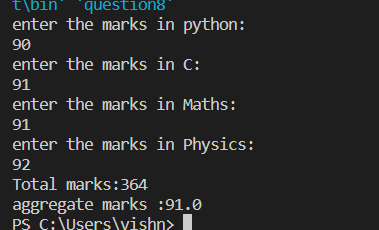 t\bin' 'question8'
enter the marks in python:
90
enter the marks in C:
91
enter the marks in Maths:
91
enter the marks in Physics:
92
Total marks:364
aggregate marks :91.0
PS C:\Users\vishn>